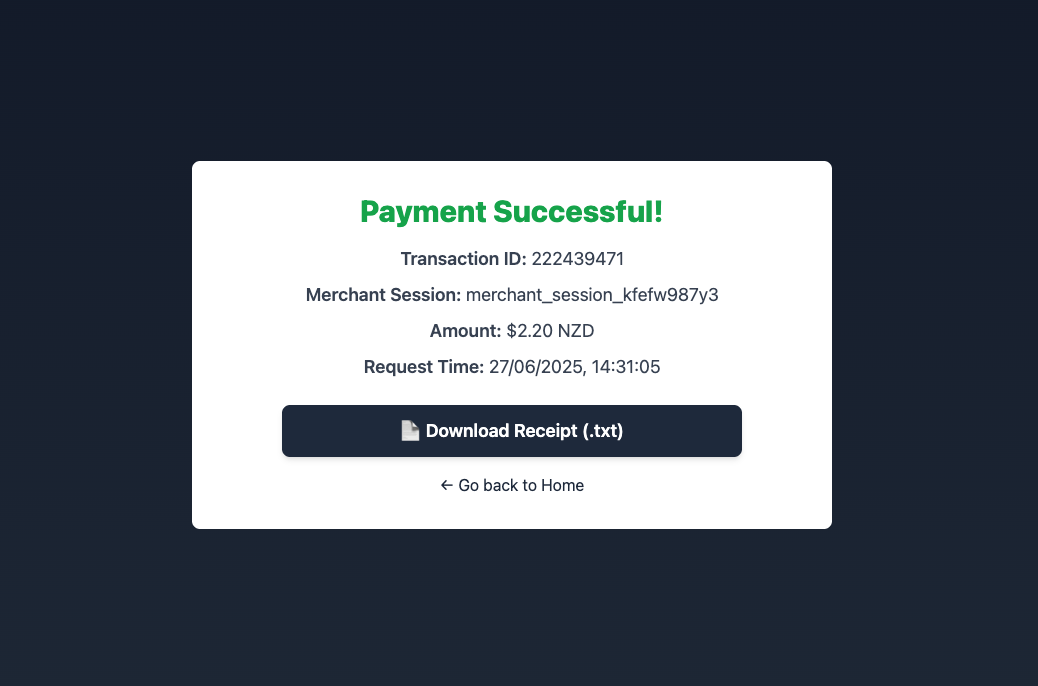 Payment Successful!
Transaction ID: 222439471
Merchant Session: merchant_session_kfefw987y3
Amount: $2.20 NZD
Request Time: 27/06/2025, 14:31:05
📄 Download Receipt (.txt)
← Go back to Home